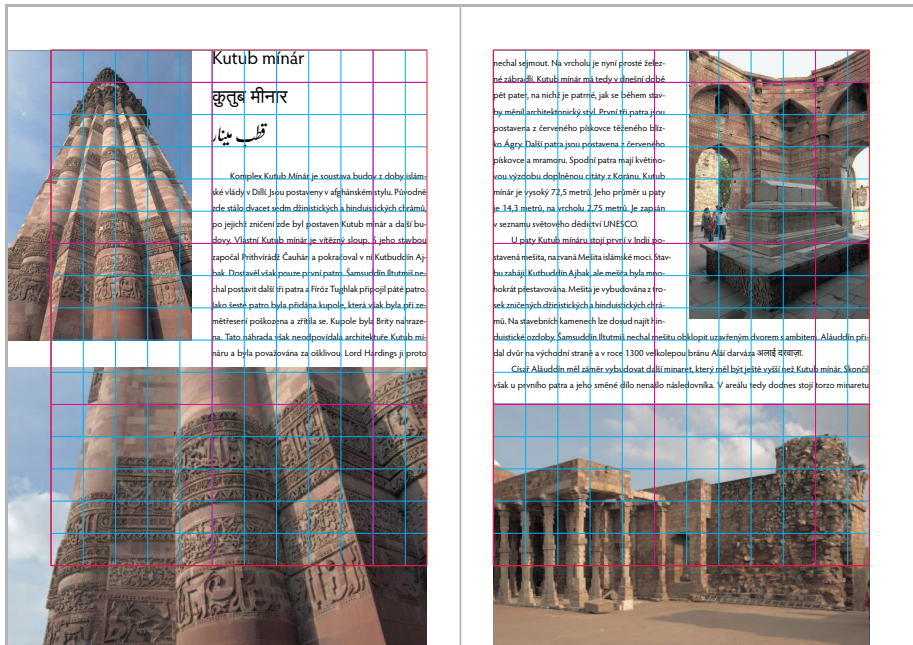 Kutub mínár
क़ुतुब मीनार
قطب مینار
Komplex Kutub Mínár je soustava budov z doby islám-
ské vlády v Dillí. Jsou postaveny v afghánském stylu. Původně
zde stálo dvacet sedm džinistických a hinduistických chrámů,
po jejichž zničení zde byl postaven Kutub mínár a další bu-
dovy. Vlastní Kutub mínár je vítězný sloup. S jeho stavbou
započal Prithvírádž Čauhán a pokračoval v ní Kutbuddín Aj-
bak. Dostavěl však pouze první patro. Šamsuddín Iltutmiš ne-
chal postavit další tři patra a Fíróz Tughlak připojil páté patro.
Jako šesté patro byla přidána kupole, která však byla při ze-
mětřesení poškozena a zřítila se. Kupole byla Brity nahraze-
na. Tato náhrada však neodpovídala architektuře Kutub mí-
náru a byla považována za ošklivou. Lord Hardings ji proto
nechal sejmout. Na vrcholu je nyní prosté želez-
né zábradlí. Kutub mínár má tedy v dnešní době
pět pater, na nichž je patrné, jak se během stav-
by měnil architektonický styl. První tři patra jsou
postavena z červeného pískovce těženého blíz-
ko Ágry. Další patra jsou postavena z červeného
pískovce a mramoru. Spodní patra mají květino-
vou výzdobu doplněnou citáty z Koránu. Kutub
mínár je vysoký 72,5 metrů. Jeho průměr u paty
je 14,3 metrů, na vrcholu 2,75 metrů. Je zapsán
v seznamu světového dědictví UNESCO.
U paty Kutub mínáru stojí první v Indii po-
stavená mešita, nazvaná Mešita islámské moci. Stav-
bu zahájil Kutbuddín Ajbak, ale mešita byla mno-
hokrát přestavována. Mešita je vybudována z tro-
sek zničených džinistických a hinduistických chrá-
mů. Na stavebních kamenech lze dosud najít hin-
duistické ozdoby. Šamsuddín Iltutmiš nechal mešitu obklopit uzavřeným dvorem s ambitem. Aláuddín při-
dal dvůr na východní straně a v roce 1300 velkolepou bránu Aláí darváza अलाई दरवाज़ा.
Císař Aláuddín měl záměr vybudovat další minaret, který měl být ještě vyšší než Kutub mínár. Skončil
však u prvního patra a jeho směné dílo nenašlo následovníka. V areálu tedy dodnes stojí torzo minaretu